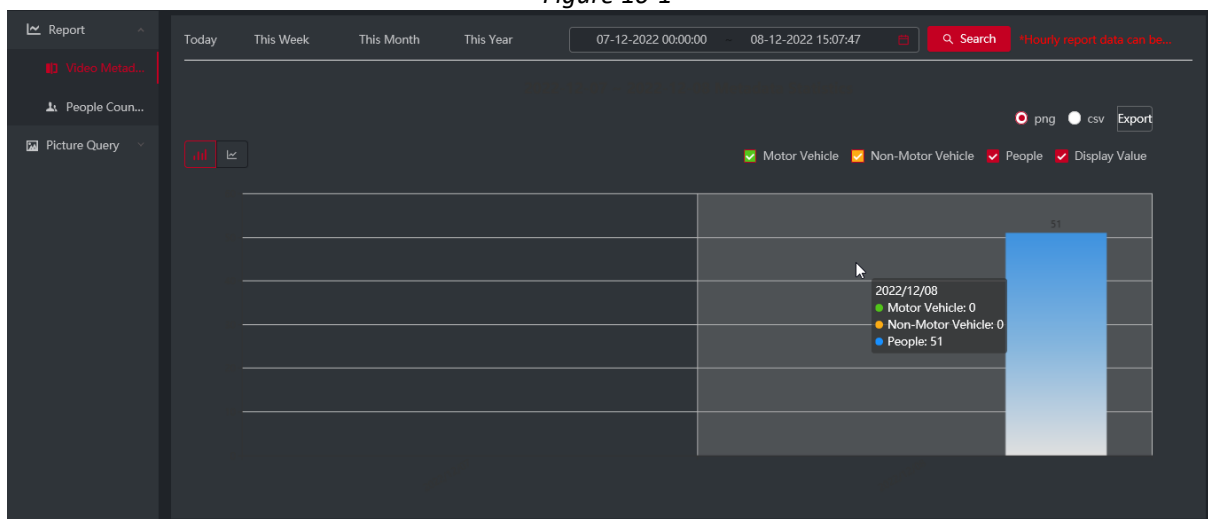 Figure 18-1
Report
Today This Week This Month This Year 07-12-2022 00:00:00 ~ 08-12-2022 15:07:47 Search *Hourly report data can be...
Video Metad...
People Coun...
png csv Export
Picture Query
Motor Vehicle Non-Motor Vehicle People Display Value
51
2022/12/08
Motor Vehicle: 0
Non-Motor Vehicle: 0
People: 51